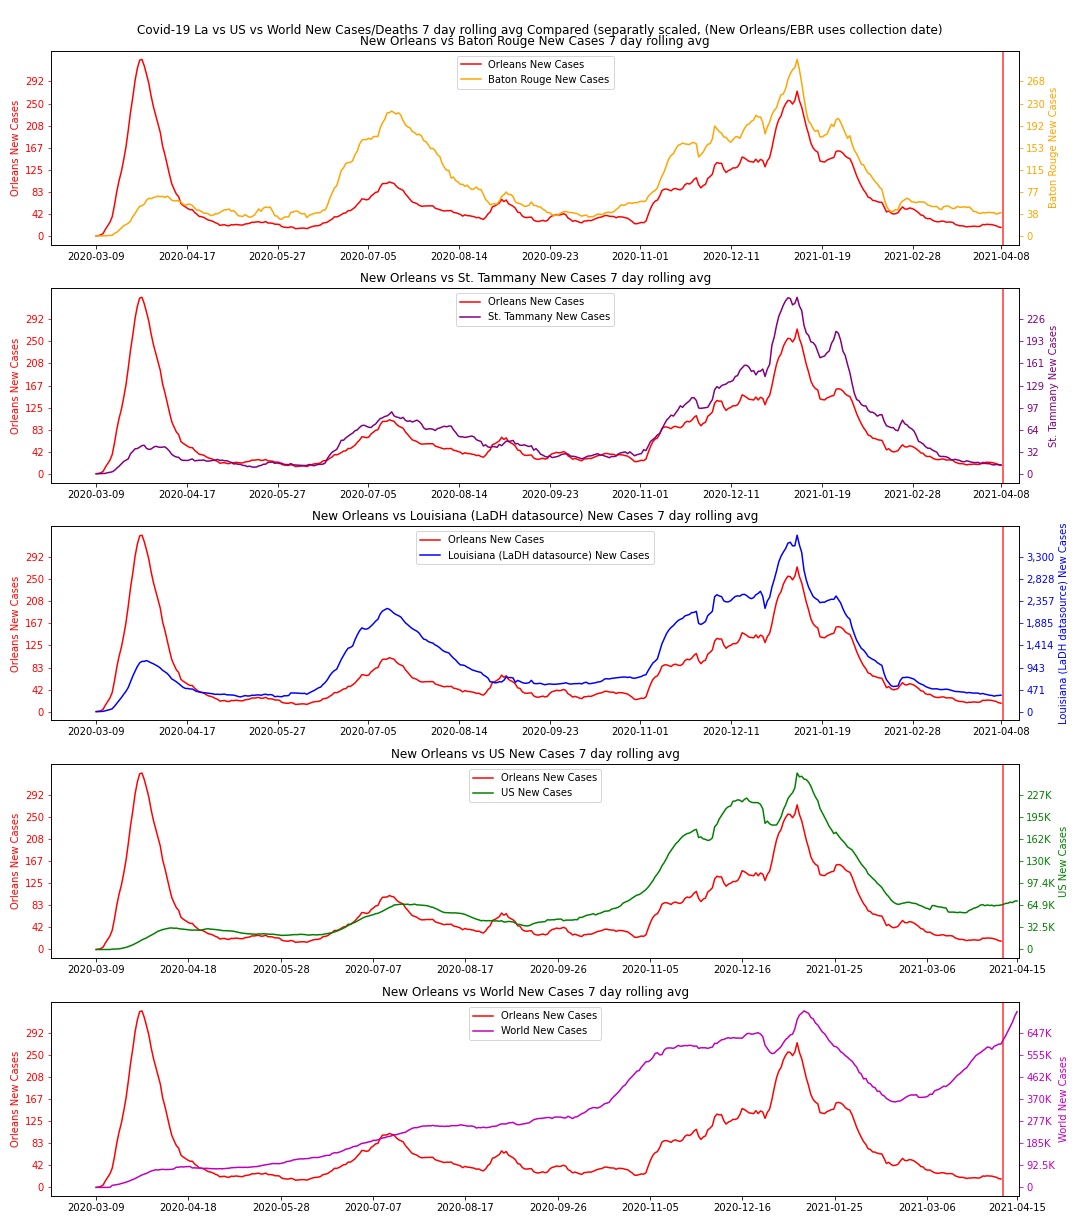 Covid-19 La vs US vs World New Cases/Deaths 7 day rolling avg Compared (separatly scaled, (New Orleans/EBR uses collection date)
New Orleans vs Baton Rouge New Cases 7 day rolling avg
Orleans New Cases
Baton Rouge New Cases
Orleans New Cases
292
250
208
167
125
83
42
0
268
230
192
153
115
77
38
0
Baton Rouge New Cases
2020-03-09 2020-04-17 2020-05-27 2020-07-05 2020-08-14 2020-09-23 2020-11-01 2020-12-11 2021-01-19 2021-02-28 2021-04-08
New Orleans vs St. Tammany New Cases 7 day rolling avg
Orleans New Cases
St. Tammany New Cases
Orleans New Cases
292
250
208
167
125
83
42
0
226
193
161
129
97
64
32
0
St. Tammany New Cases
2020-03-09 2020-04-17 2020-05-27 2020-07-05 2020-08-14 2020-09-23 2020-11-01 2020-12-11 2021-01-19 2021-02-28 2021-04-08
New Orleans vs Louisiana (LaDH datasource) New Cases 7 day rolling avg
Orleans New Cases
Louisiana (LaDH datasource) New Cases
Orleans New Cases
292
250
208
167
125
83
42
0
3,300
2,828
2,357
1,885
1,414
943
471
0
Louisiana (LaDH datasource) New Cases
2020-03-09 2020-04-17 2020-05-27 2020-07-05 2020-08-14 2020-09-23 2020-11-01 2020-12-11 2021-01-19 2021-02-28 2021-04-08
New Orleans vs US New Cases 7 day rolling avg
Orleans New Cases
US New Cases
Orleans New Cases
292
250
208
167
125
83
42
0
227K
195K
162K
130K
97.4K
64.9K
32.5K
0
US New Cases
2020-03-09 2020-04-18 2020-05-28 2020-07-07 2020-08-17 2020-09-26 2020-11-05 2020-12-16 2021-01-25 2021-03-06 2021-04-15
New Orleans vs World New Cases 7 day rolling avg
Orleans New Cases
World New Cases
Orleans New Cases
292
250
208
167
125
83
42
0
647K
555K
462K
370K
277K
185K
92.5K
0
World New Cases
2020-03-09 2020-04-18 2020-05-28 2020-07-07 2020-08-17 2020-09-26 2020-11-05 2020-12-16 2021-01-25 2021-03-06 2021-04-15